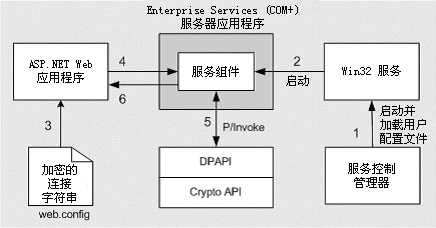 Enterprise Services (COM+)
服务器应用程序
ASP.NET Web
应用程序
4
6
服务组件
2
启动
Win32 服务
3
5
P/Invoke
1
启动并
加载用户
配置文件
加密的
连接
字符串
web.config
DPAPI
Crypto API
服务控制
管理器